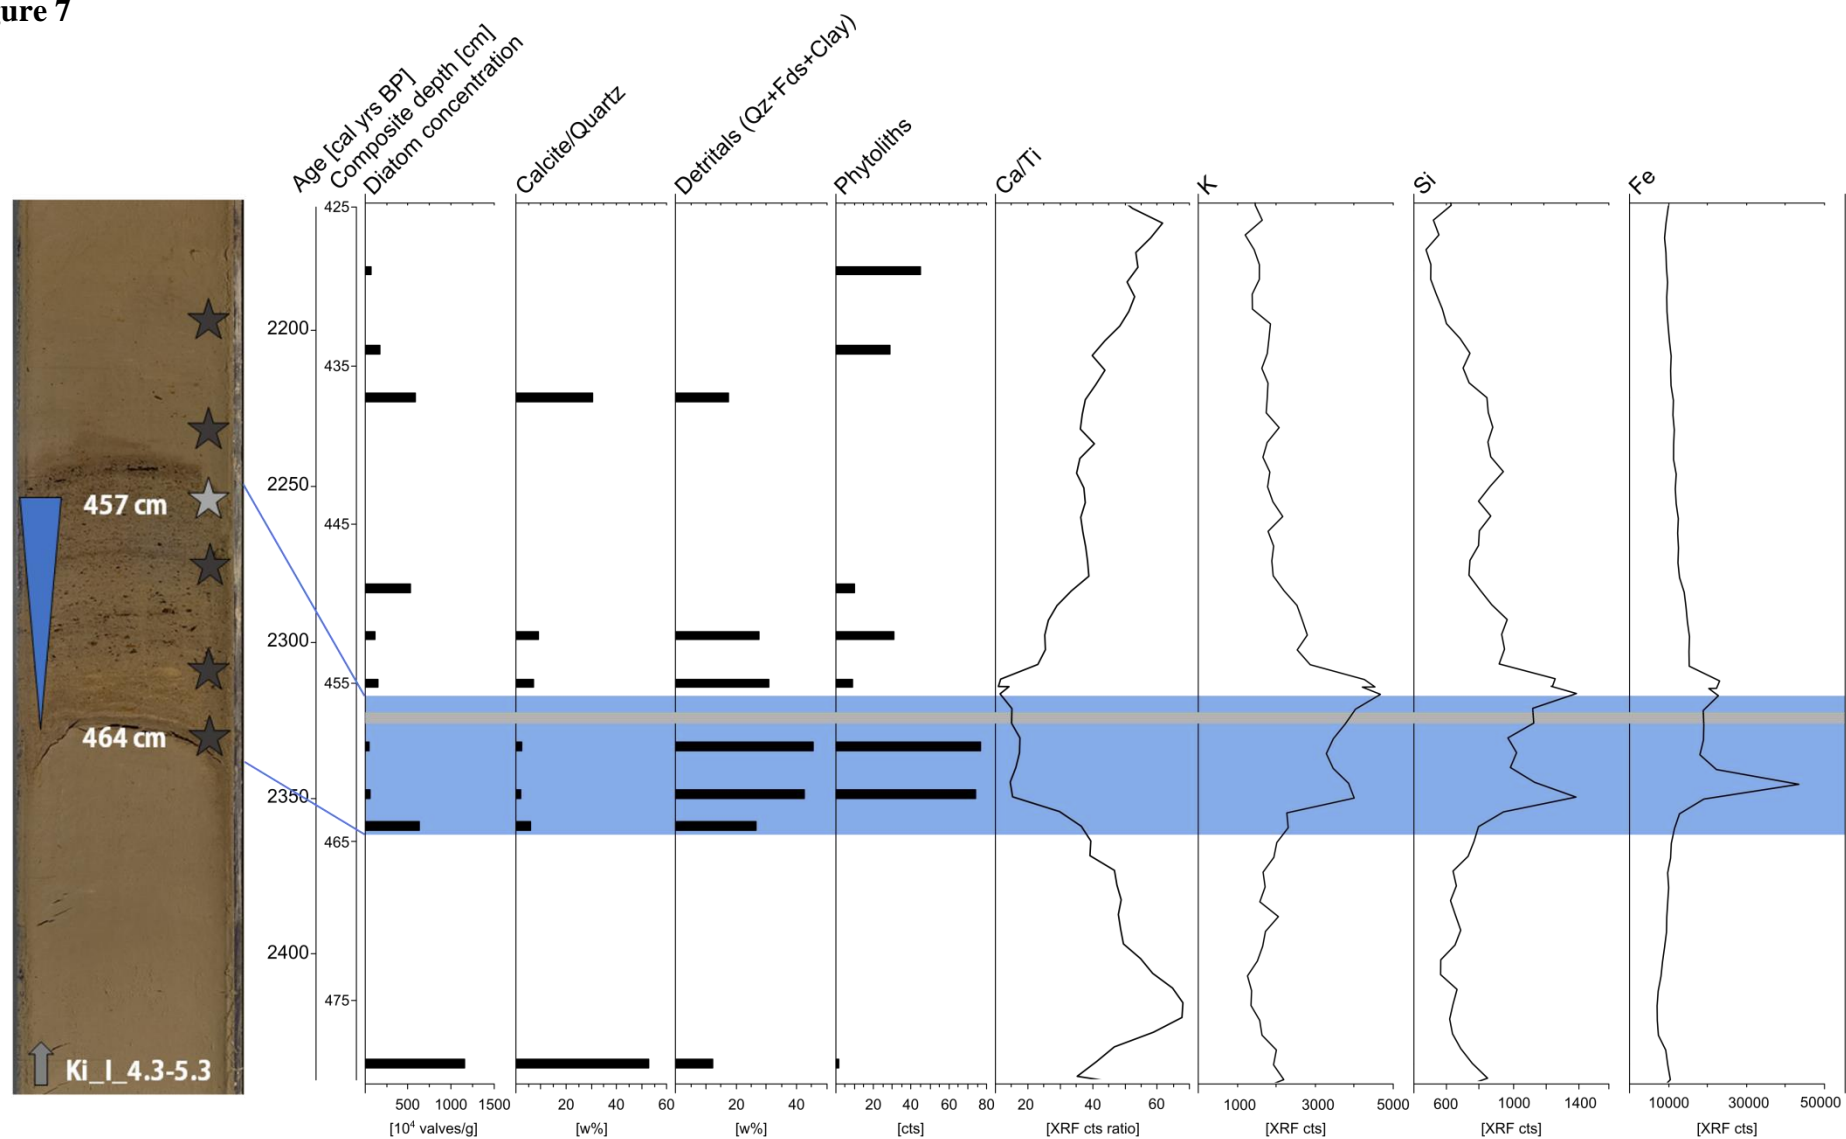 ure 7
Age [cal yrs BP]
Composite depth [cm]
Diatom concentration
Calcite/Quartz
Detritals (Qz+Fds+Clay)
Phytoliths
Ca/Ti
K
Si
Fe
425
2200
435
2250
457 cm
445
2300
455
464 cm
2350
465
2400
475
Ki_I_4.3-5.3
500 1000 1500 20 40 60 20 40 20 40 60 80 20 40 60 1000 3000 5000 600 1000 1400 10000 30000 50000
[10⁴ valves/g] [w%] [w%] [cts] [XRF cts ratio] [XRF cts] [XRF cts] [XRF cts]